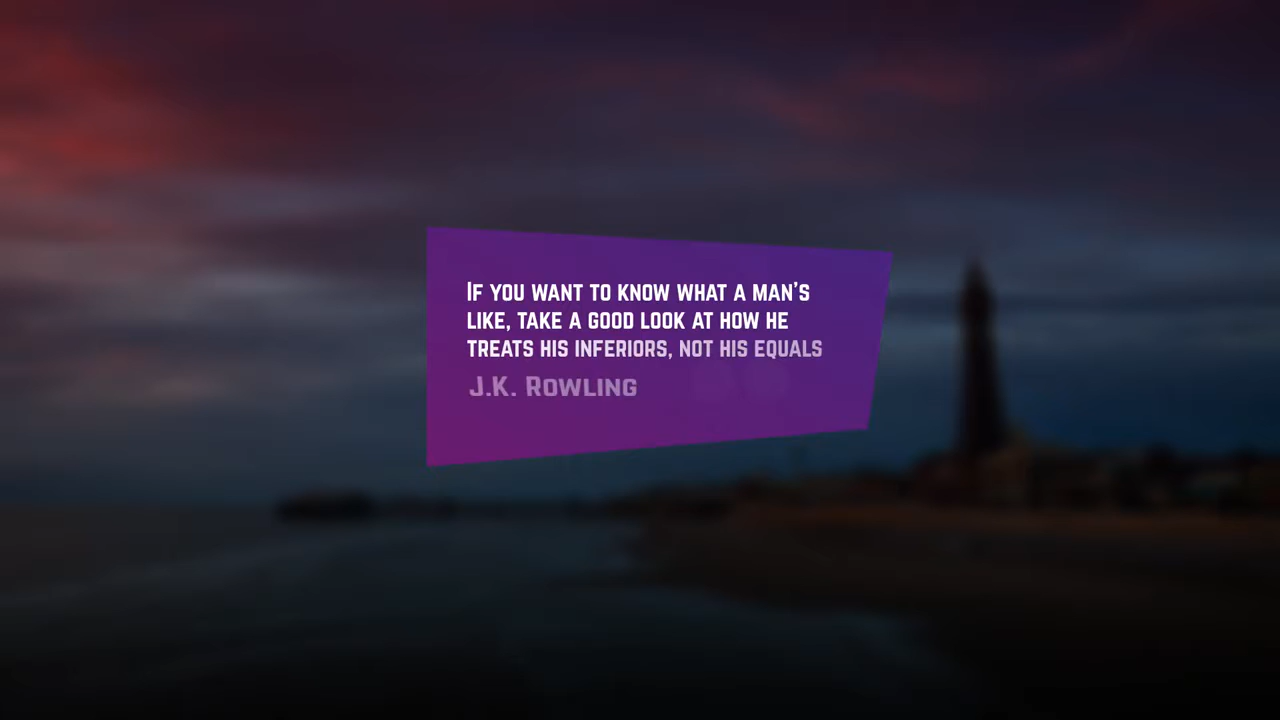 If you want to know what a man's
like, take a good look at how he
treats his inferiors, not his equals
J.K. Rowling